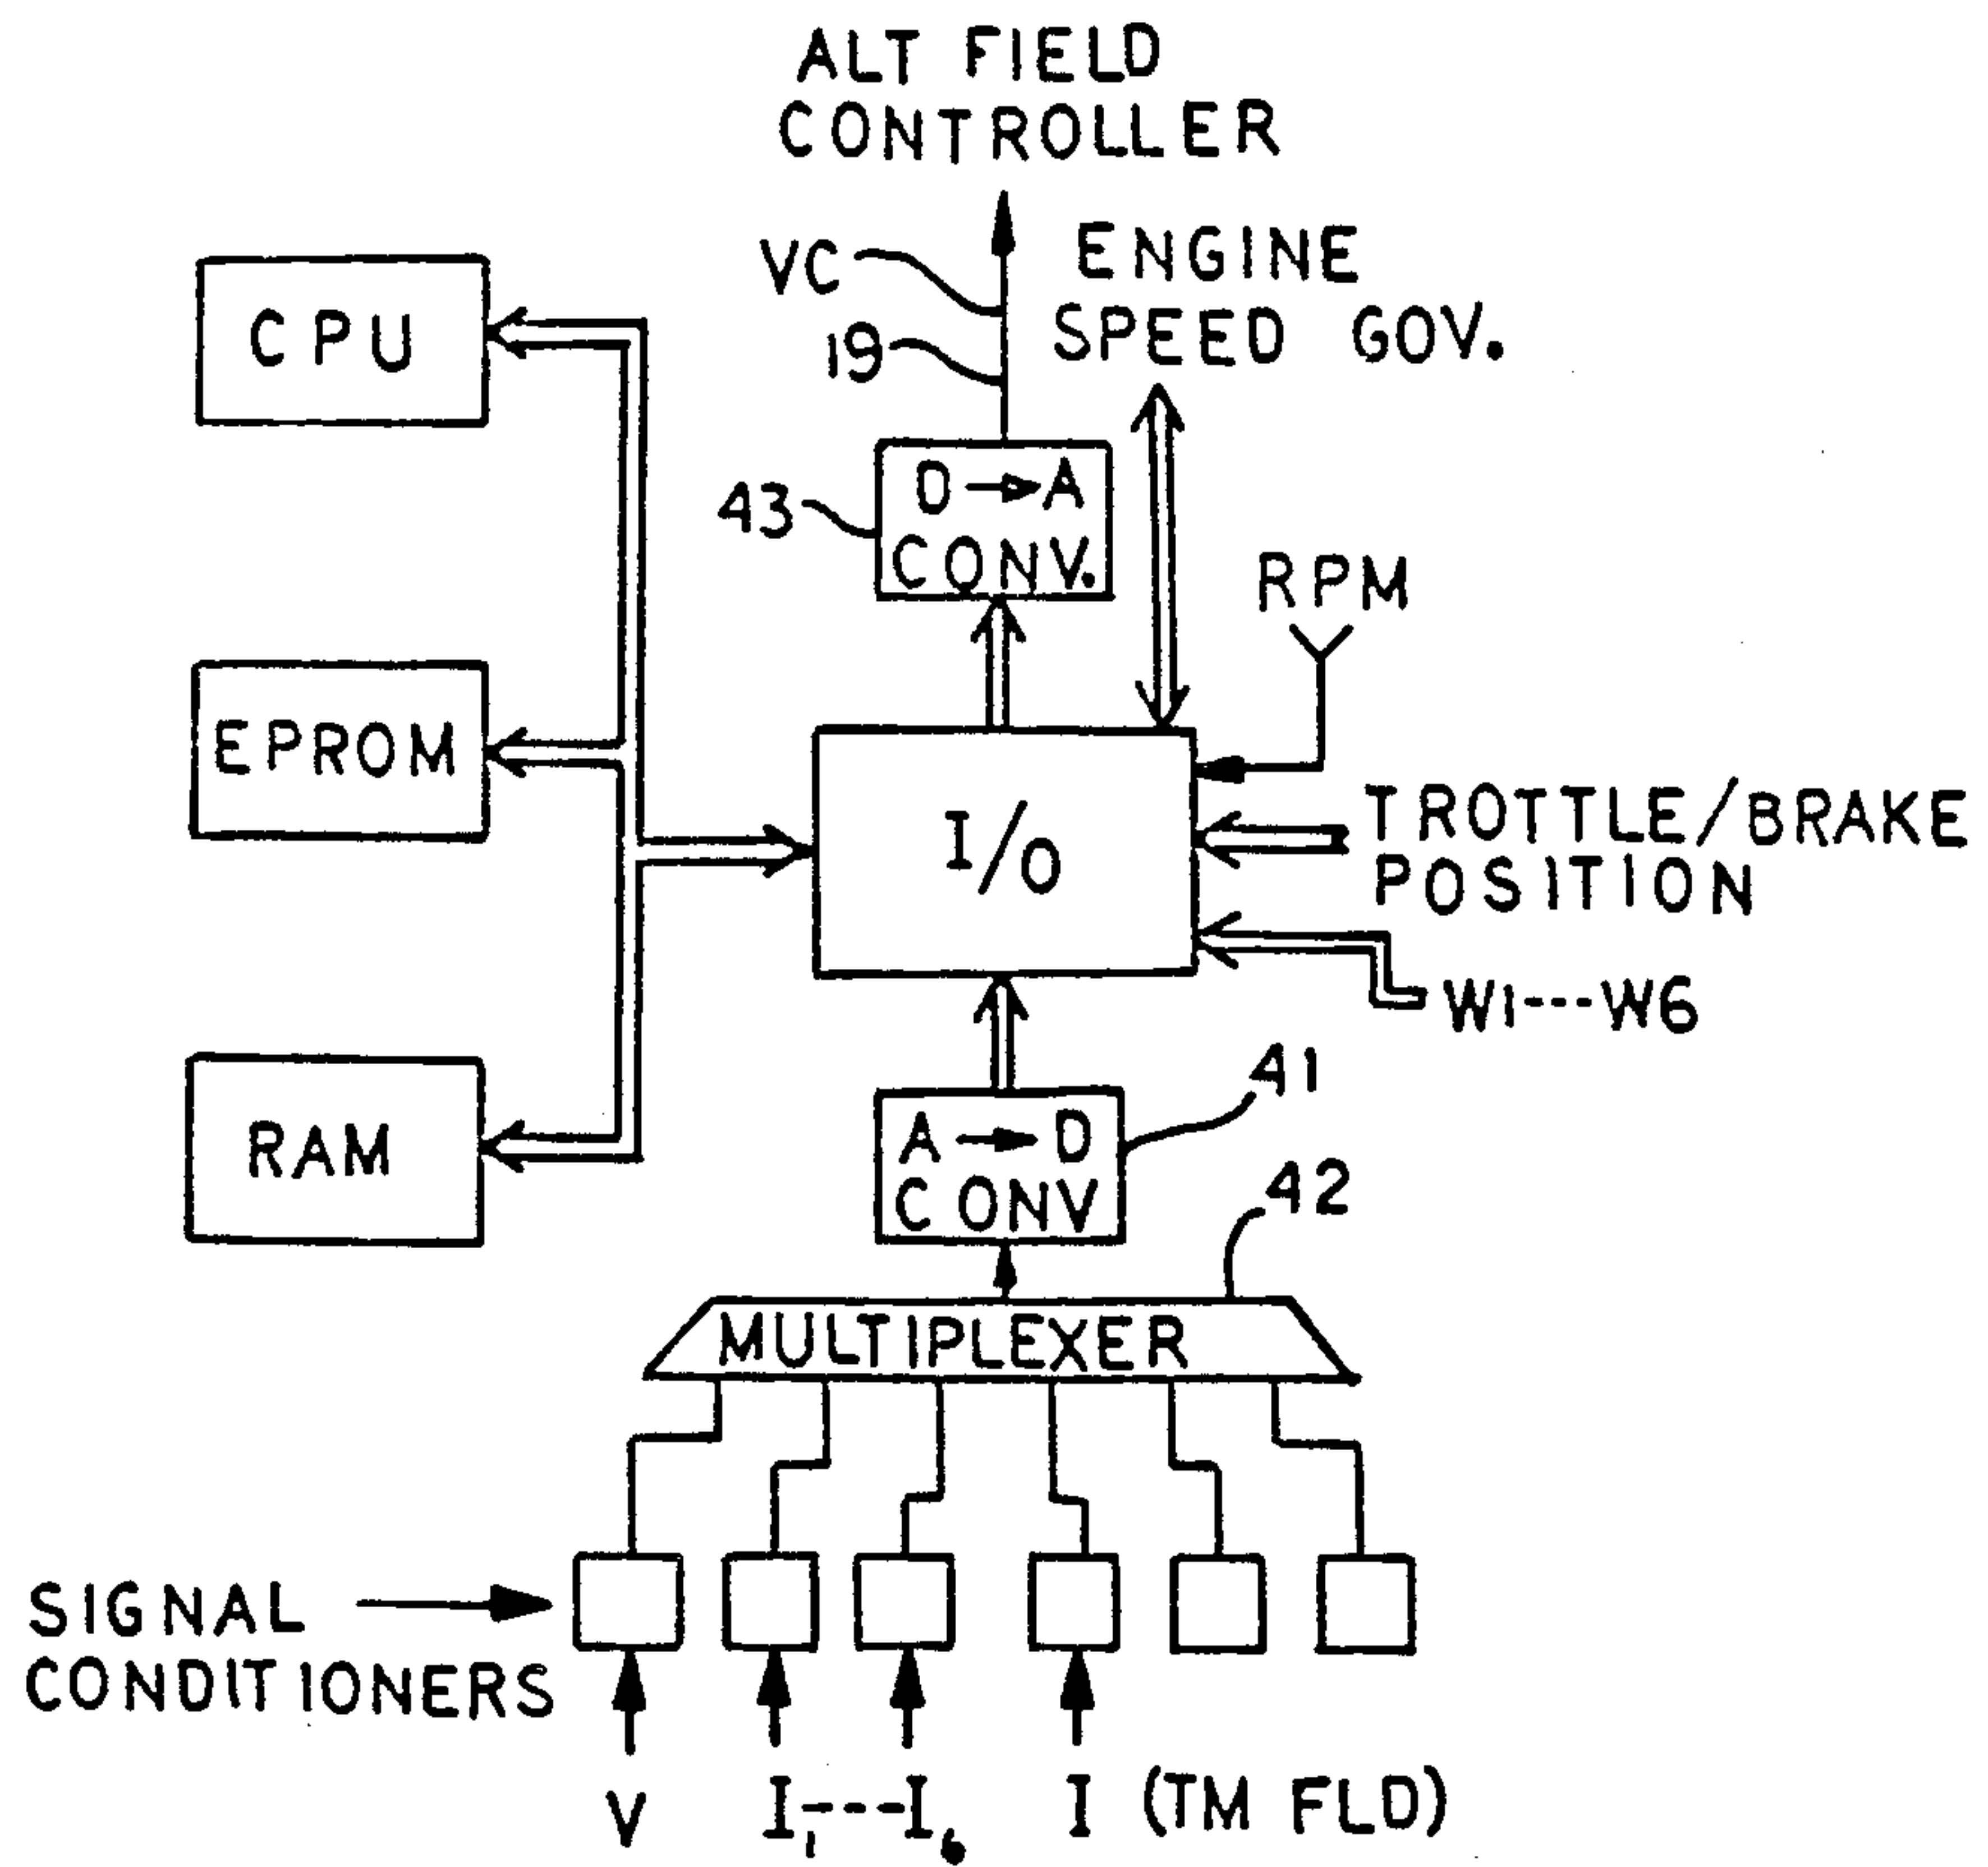 ALT FIELD
CONTROLLER
VC
ENGINE
SPEED GOV.
19
CPU
43
D→A
CONV.
RPM
EPROM
I/O
TROTTLE/BRAKE
POSITION
W1---W6
41
RAM
A→D
CONV
42
MULTIPLEXER
SIGNAL
CONDITIONERS
V
I₁---I₆
I (TM FLD)